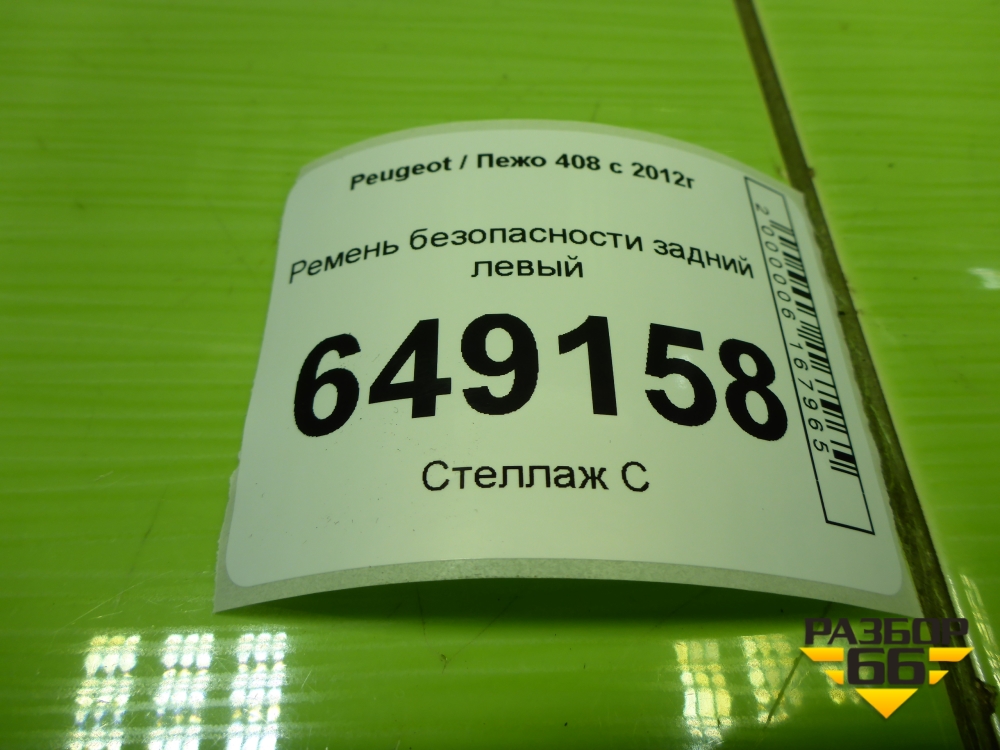 Peugeot / Пежо 408 с 2012г
Ремень безопасности задний
левый
649158
Стеллаж С
2000006167965
РАЗБОР
66